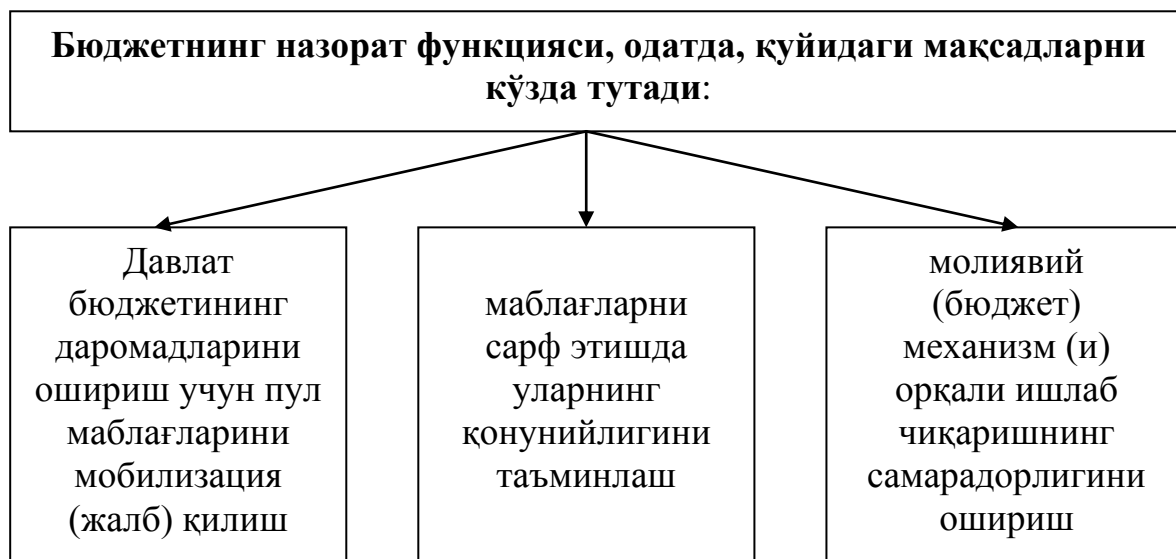 Бюджетнинг назорат функцияси, одатда, қуйидаги мақсадларни
кўзда тутади:
Давлат
бюджетининг
даромадларини
ошириш учун пул
маблағларини
мобилизация
(жалб) қилиш
маблағларни
сарф этишда
уларнинг
қонунийлигини
таъминлаш
молиявий
(бюджет)
механизм (и)
орқали ишлаб
чиқаришнинг
самарадорлигини
ошириш